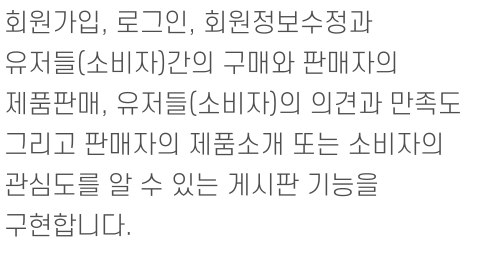 회원가입, 로그인, 회원정보수정과
유저들(소비자)간의 구매와 판매자의
제품판매, 유저들(소비자)의 의견과 만족도
그리고 판매자의 제품소개 또는 소비자의
관심도를 알 수 있는 게시판 기능을
구현합니다.